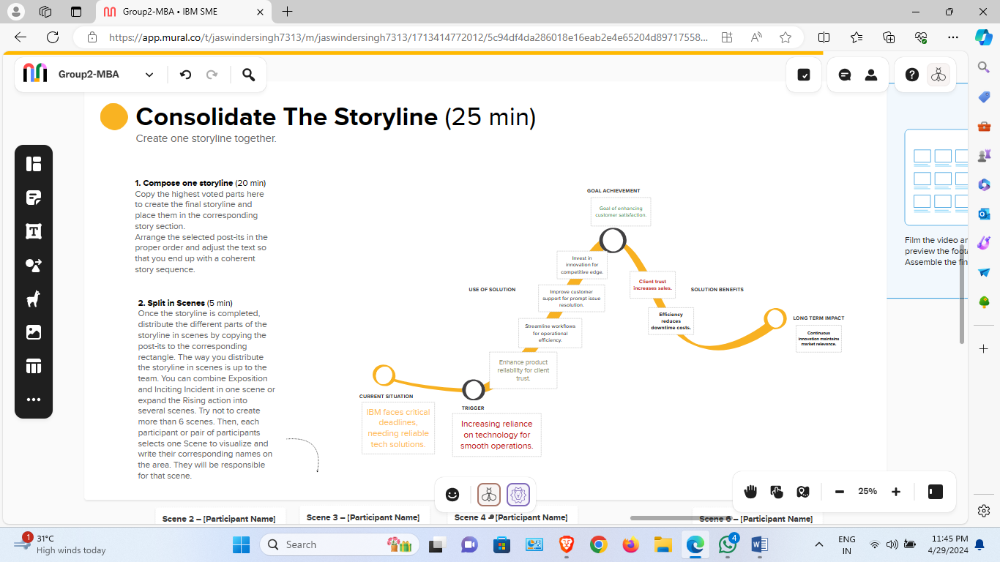 Group2-MBA • IBM SME
https://app.mural.co/t/jaswindersingh7313/m/jaswindersingh7313/1713414772012/5c94df4da286018e16eab2e4e65204d89717558...
Group2-MBA
Consolidate The Storyline (25 min)
Create one storyline together.
1. Compose one storyline (20 min)
Copy the highest voted parts here
to create the final storyline and
place them in the corresponding
story section.
Arrange the selected post-its in the
proper order and adjust the text so
that you end up with a coherent
story sequence.
2. Split in Scenes (5 min)
Once the storyline is completed,
distribute the different parts of the
storyline in scenes by copying the
post-its to the corresponding
rectangle. The way you distribute
the storyline in scenes is up to the
team. You can combine Exposition
and Inciting Incident in one scene or
expand the Rising action into
several scenes. Try not to create
more than 6 scenes. Then, each
participant or pair of participants
selects one Scene to visualize and
write their corresponding names on
the area. They will be responsible
for that scene.
GOAL ACHIEVEMENT
Goal of enhancing
customer satisfaction.
Invest in
innovation for
competitive edge.
USE OF SOLUTION
Improve customer
support for prompt issue
resolution.
Streamline workflows
for operational
efficiency.
Enhance product
reliability for client
trust.
CURRENT SITUATION
IBM faces critical
deadlines,
needing reliable
tech solutions.
TRIGGER
Increasing reliance
on technology for
smooth operations.
Client trust
increases sales.
SOLUTION BENEFITS
Efficiency
reduces
downtime costs.
LONG TERM IMPACT
Continuous
innovation maintains
market relevance.
Film the video
preview the
Assemble the
25%
Scene 2 – [Participant Name]
Scene 3 – [Participant Name]
Scene 4 – [Participant Name]
Scene 6 – [Participant Name]
1
31°C
High winds today
Search
4
ENG
IN
11:45 PM
4/29/2024